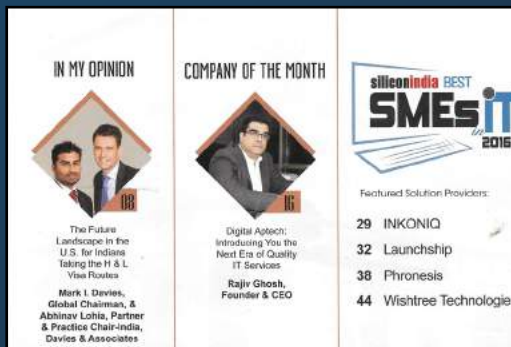 IN MY OPINION
08
The Future
Landscape in the
U.S. for Indians
Taking the H & L
Visa Routes
Mark I. Davies,
Global Chairman, &
Abhinav Lohia, Partner
& Practice Chair-India,
Davies & Associates
COMPANY OF THE MONTH
16
Digital Aptech:
Introducing You the
Next Era of Quality
IT Services
Rajiv Ghosh,
Founder & CEO
siliconindia BEST
SMEs iT
in
2016
Featured Solution Providers:
29 INKONIQ
32 Launchship
38 Phronesis
44 Wishtree Technologie